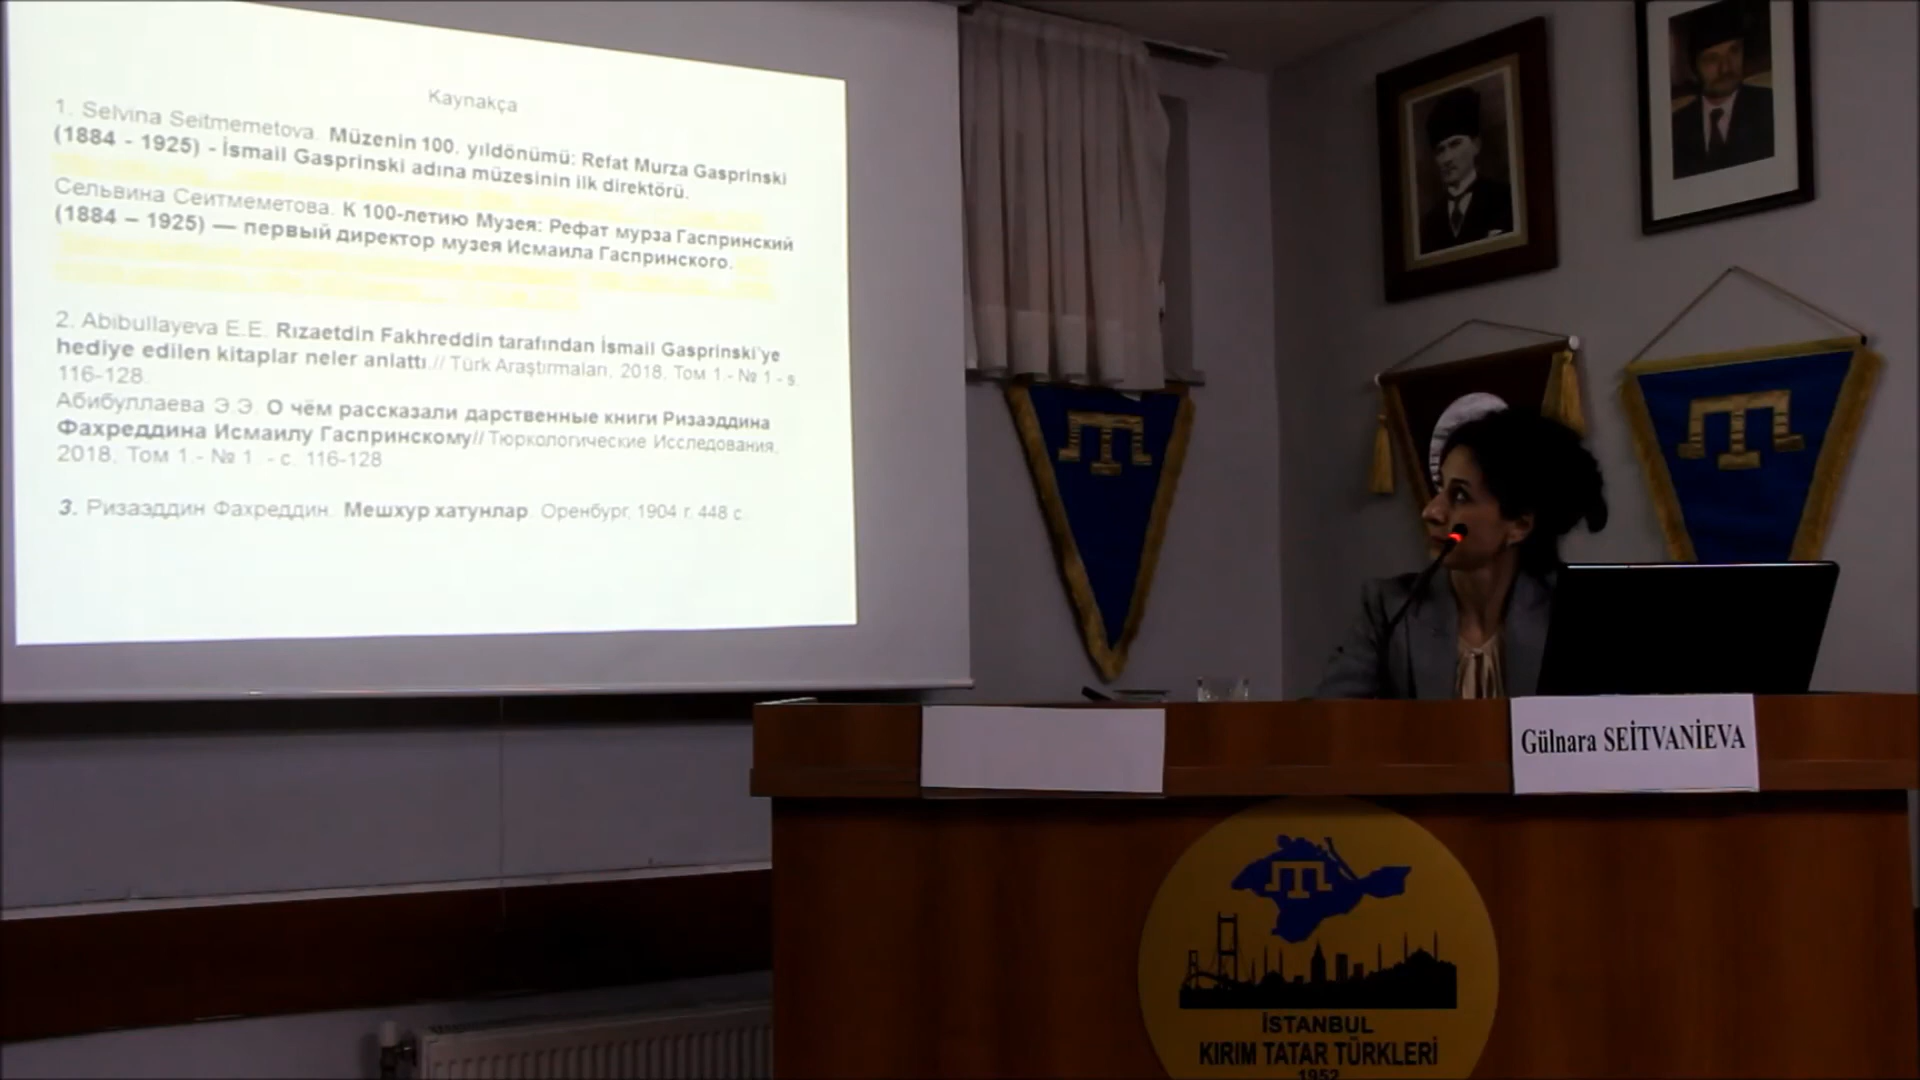 Kaynakça
1. Selvina Seitmemetova. Müzenin 100. yıldönümü: Refat Murza Gasprinski
(1884 - 1925) - İsmail Gasprinski adına müzesinin ilk direktörü.
Сельвина Сеитмеметова. К 100-летию Музея: Рефат мурза Гаспринский
(1884 – 1925) — первый директор музея Исмаила Гаспринского.
2. Abibullayeva E.E. Rızaetdin Fakhreddin tarafından İsmail Gasprinski'ye
hediye edilen kitaplar neler anlattı.// Türk Araştırmaları, 2018. Том 1.- № 1 - s.
116-128.
Абибуллаева Э.Э. О чём рассказали дарственные книги Ризаэддина
Фахреддина Исмаилу Гаспринскому// Тюркологические Исследования.
2018. Том 1.- № 1. - с. 116-128
3. Ризаэддин Фахреддин. Мешхур хатунлар. Оренбург, 1904 г. 448 с.
Gülnara SEİTVANİEVA
İSTANBUL
KIRIM TATAR TÜRKLERİ
1952